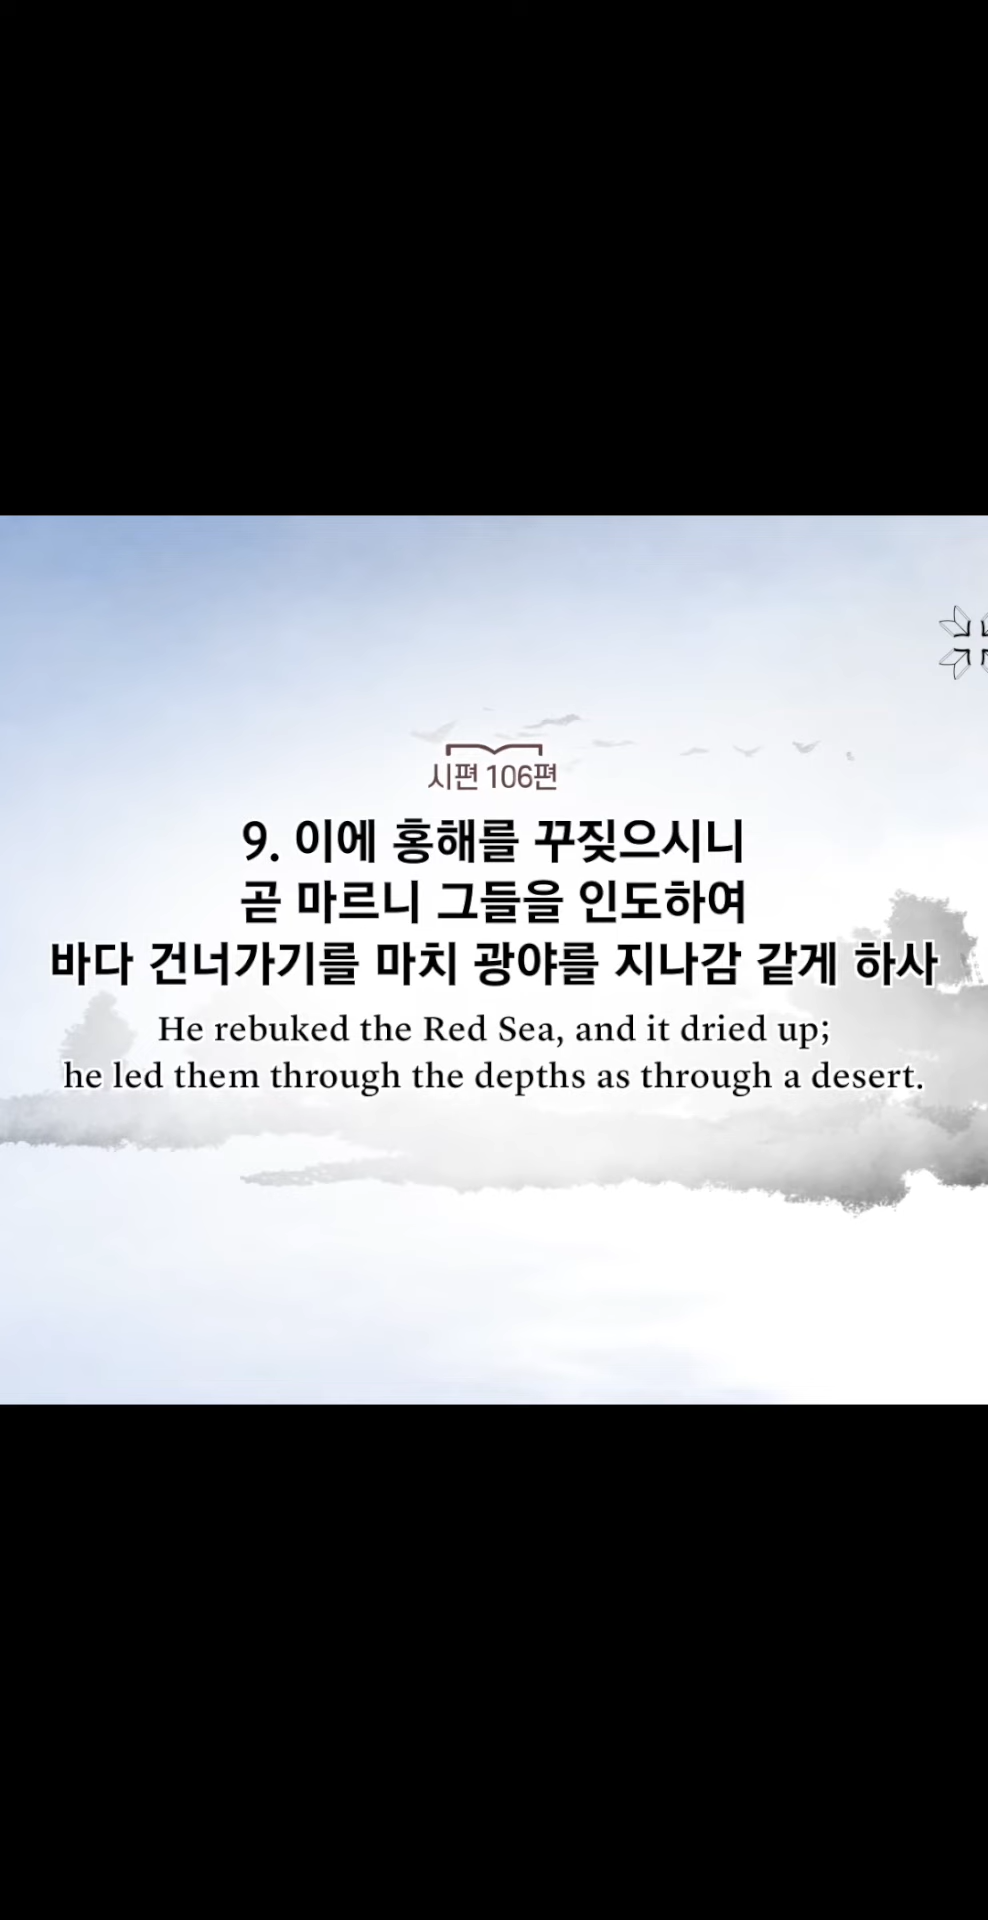 시편 106편
9. 이에 홍해를 꾸짖으시니
곧 마르니 그들을 인도하여
바다 건너가기를 마치 광야를 지나감 같게 하사
He rebuked the Red Sea, and it dried up;
he led them through the depths as through a desert.